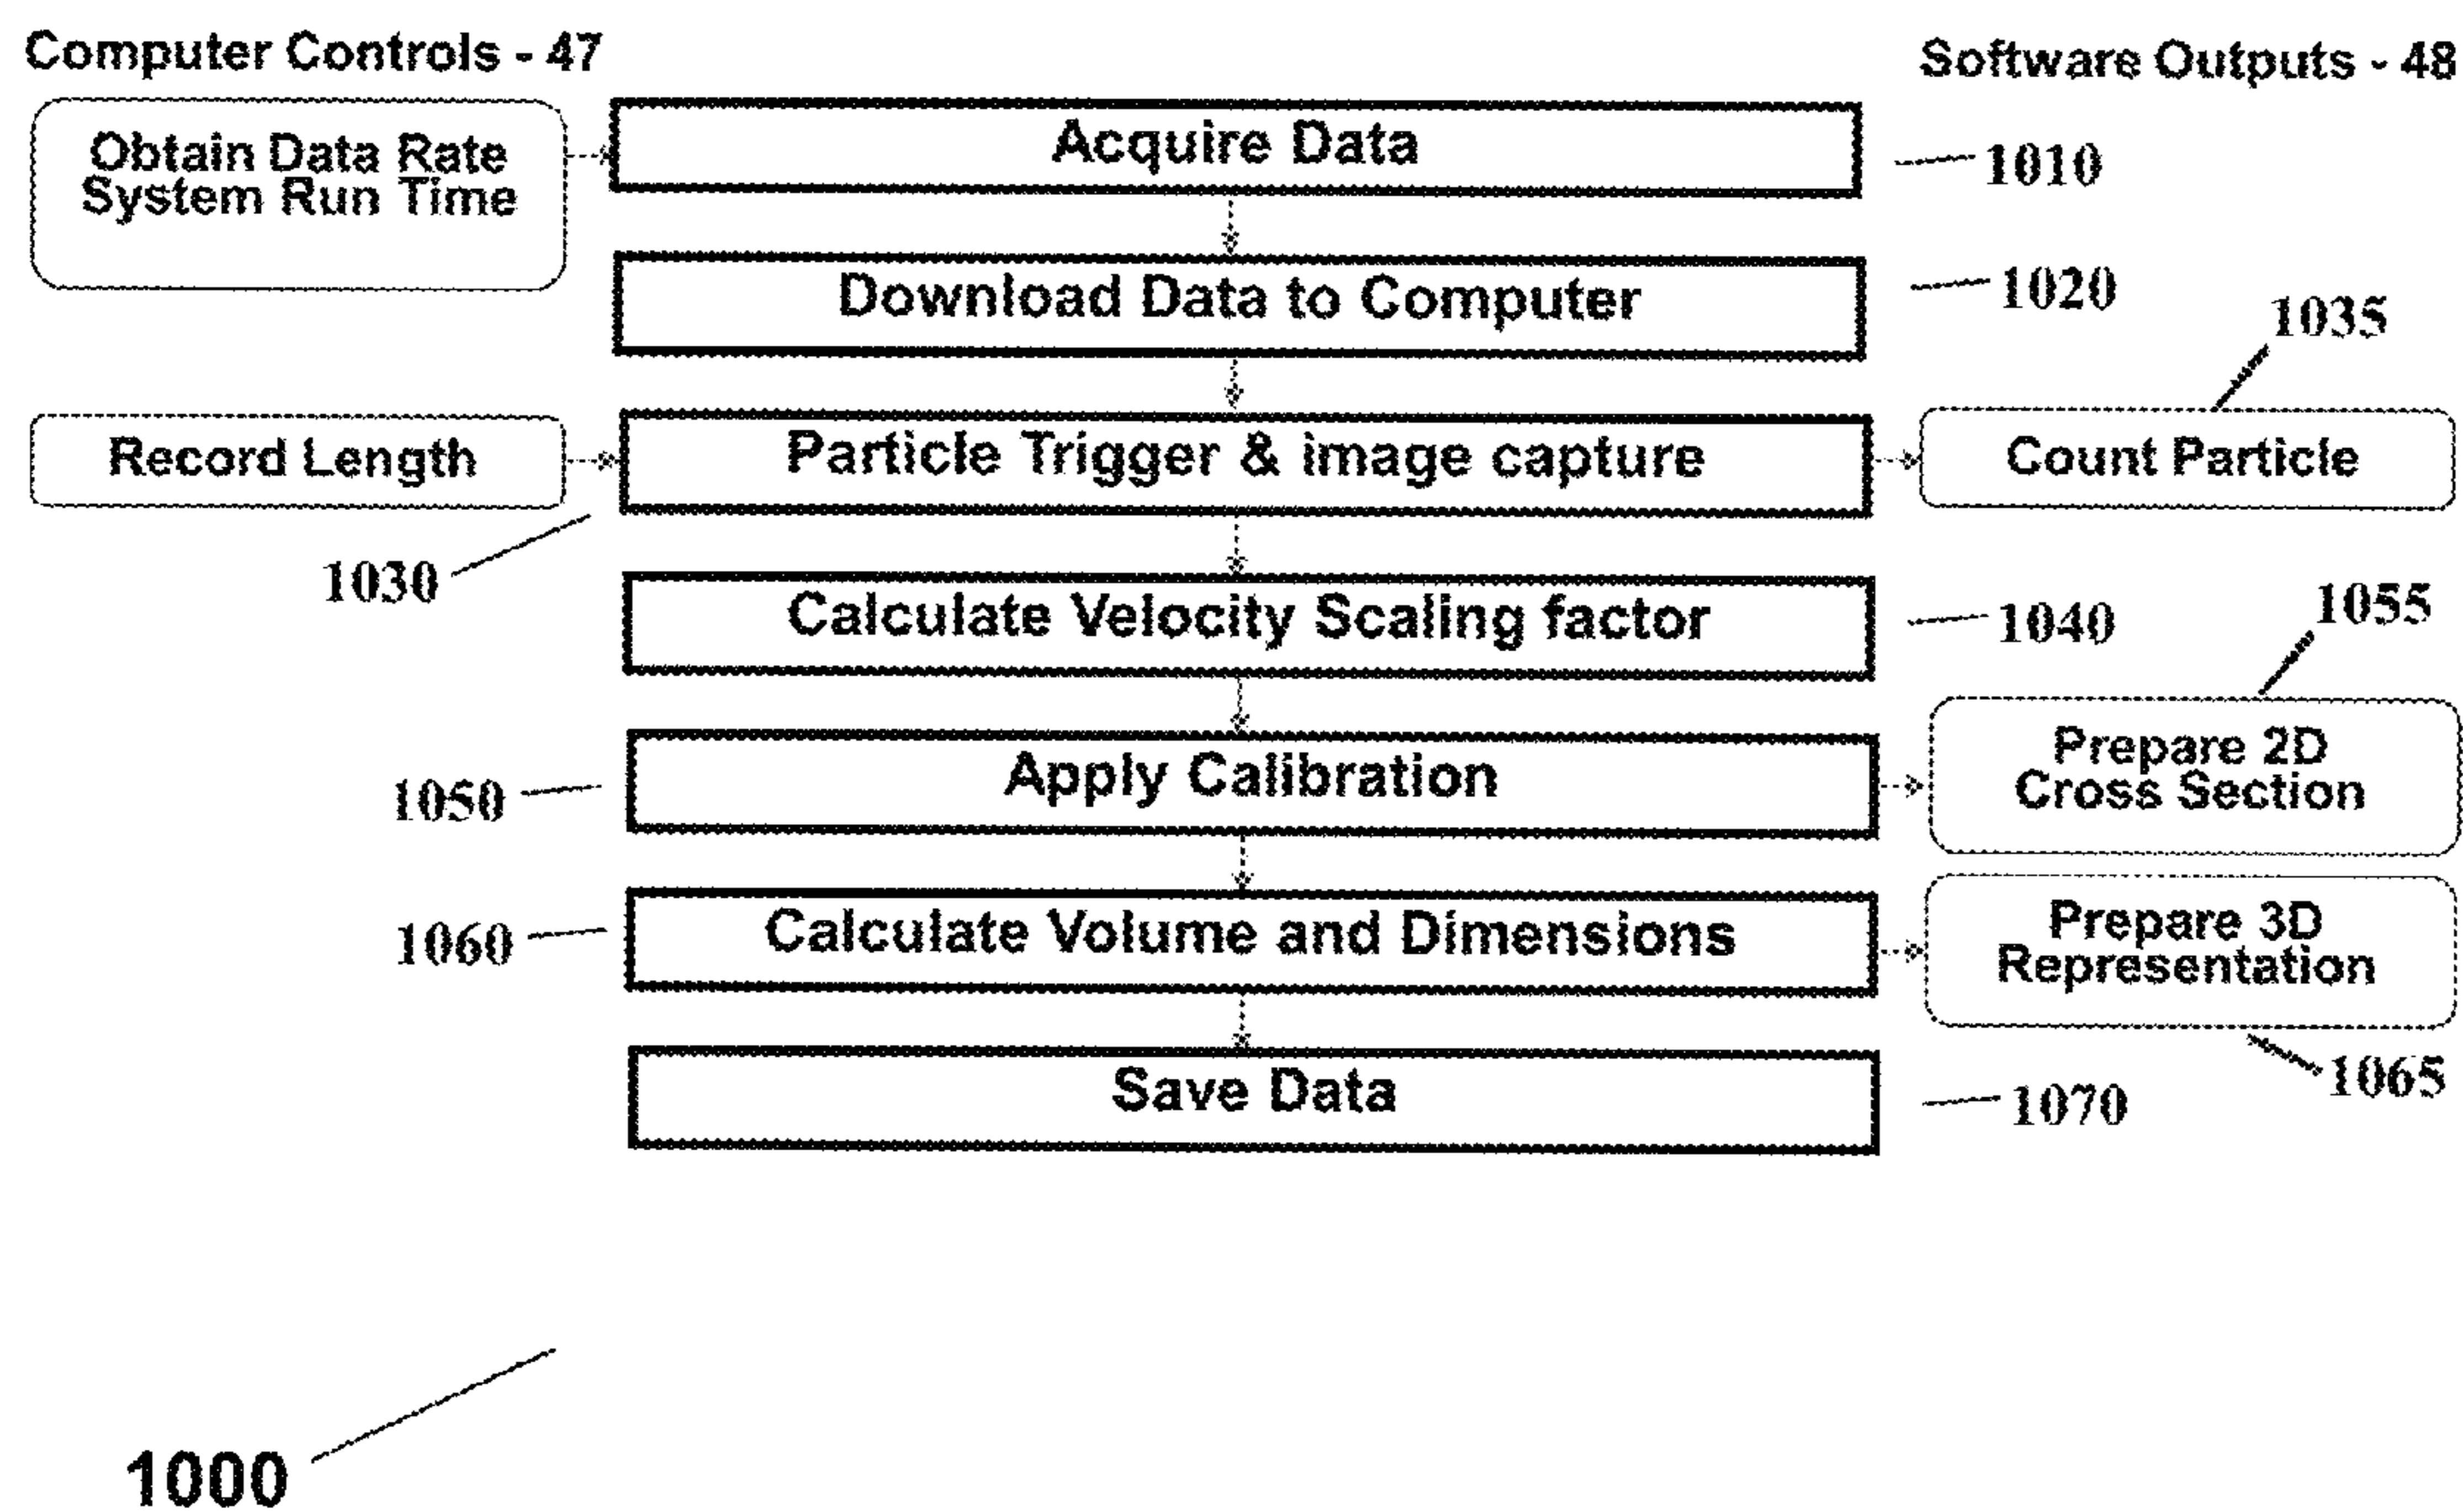 Computer Controls - 47
Software Outputs - 48
Obtain Data Rate
System Run Time
Acquire Data
1010
Download Data to Computer
1020
1035
Record Length
Particle Trigger & image capture
Count Particle
1030
Calculate Velocity Scaling factor
1040
1055
1050
Apply Calibration
Prepare 2D
Cross Section
1060
Calculate Volume and Dimensions
Prepare 3D
Representation
Save Data
1070
1065
1000